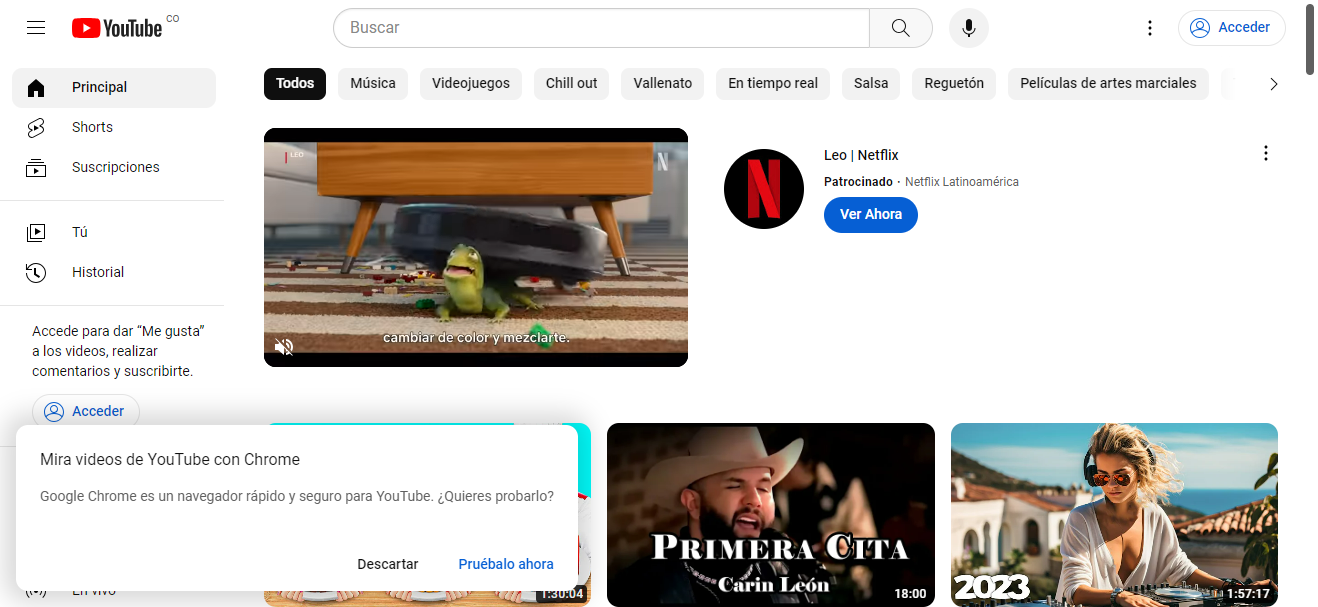 YouTube CO
Buscar
Acceder
Principal
Shorts
Suscripciones
Tú
Historial
Accede para dar “Me gusta”
a los videos, realizar
comentarios y suscribirte.
Acceder
Todos
Música
Videojuegos
Chill out
Vallenato
En tiempo real
Salsa
Reguetón
Películas de artes marciales
LEO
N
cambiar de color y mezclarte.
N
Leo | Netflix
Patrocinado · Netflix Latinoamérica
Ver Ahora
Mira videos de YouTube con Chrome
Google Chrome es un navegador rápido y seguro para YouTube. ¿Quieres probarlo?
Descartar
Pruébalo ahora
En vivo
1:30:04
PRIMERA CITA
Carin León
18:00
2023
1:57:17